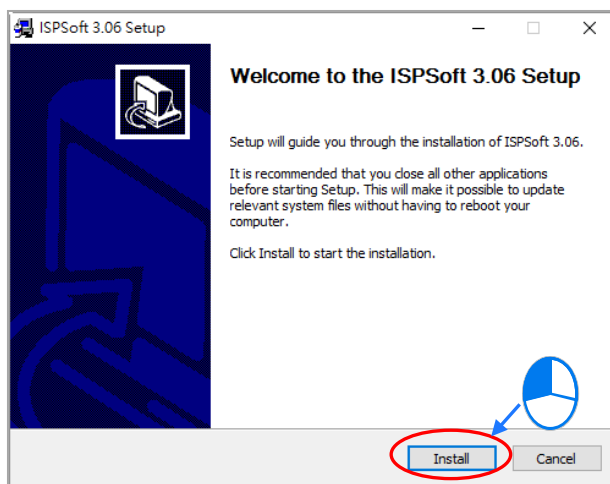 ISPSoft 3.06 Setup
Welcome to the ISPSoft 3.06 Setup
Setup will guide you through the installation of ISPSoft 3.06.
It is recommended that you close all other applications
before starting Setup. This will make it possible to update
relevant system files without having to reboot your
computer.
Click Install to start the installation.
Install Cancel